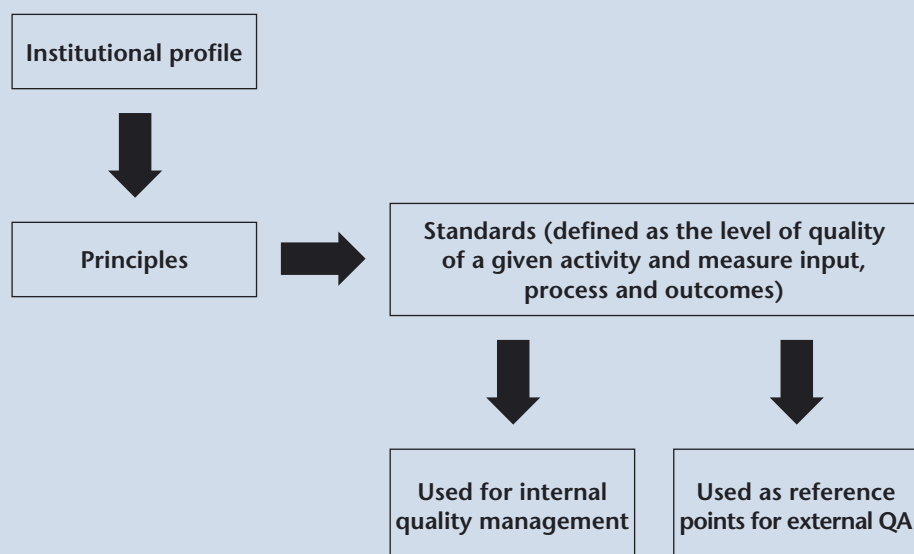 Institutional profile
Principles
Standards (defined as the level of quality
of a given activity and measure input,
process and outcomes)
Used for internal
quality management
Used as reference
points for external QA